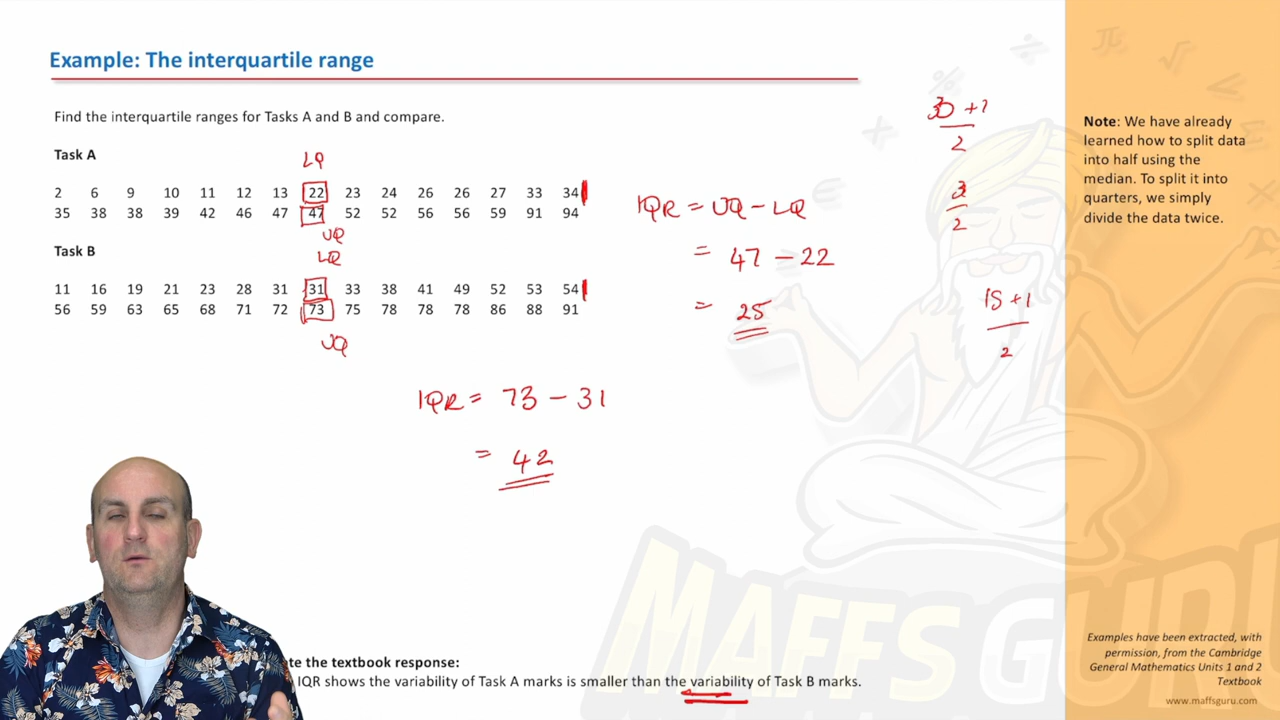 Example: The interquartile range
Find the interquartile ranges for Tasks A and B and compare.
Task A
LQ
2 6 9 10 11 12 13 22 23 24 26 26 27 33 34
35 38 38 39 42 46 47 47 52 52 56 56 59 91 94
UQ
LQ
Task B
11 16 19 21 23 28 31 31 33 38 41 49 52 53 54
56 59 63 65 68 71 72 73 75 78 78 78 86 88 91
UQ
IQR = UQ - LQ
= 47 - 22
= 25
IQR = 73 - 31
= 42
30 + 1
2
3
2
15 + 1
2
Note: We have already
learned how to split data
into half using the
median. To split it into
quarters, we simply
divide the data twice.
MAFFS GURU
te the textbook response:
IQR shows the variability of Task A marks is smaller than the variability of Task B marks.
Examples have been extracted, with
permission, from the Cambridge
General Mathematics Units 1 and 2
Textbook
www.maffsguru.com